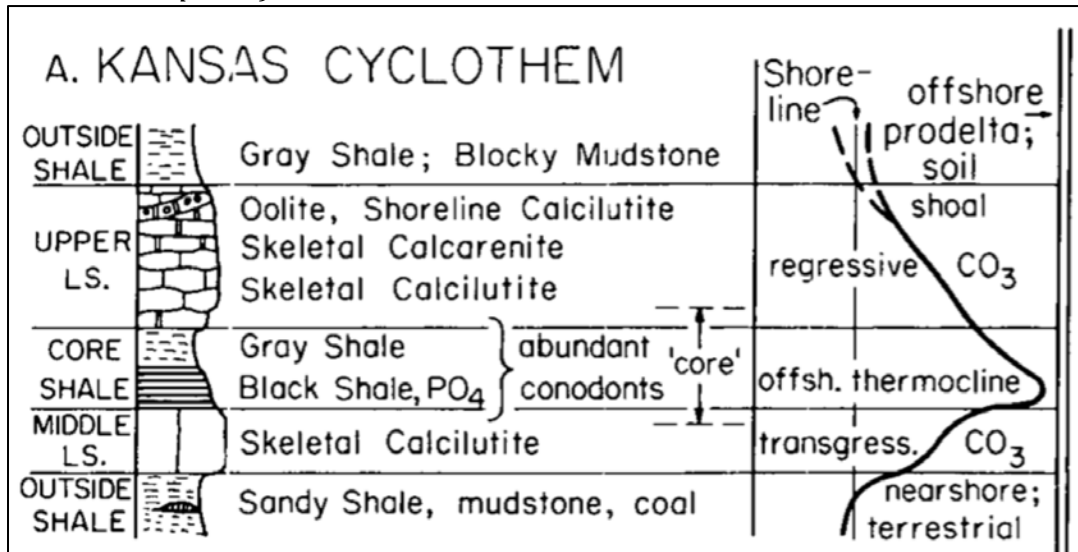 A. KANSAS CYCLOTHEM
Shore-
line
offshore
prodelta;
soil
OUTSIDE
SHALE
Gray Shale; Blocky Mudstone
UPPER
LS.
Oolite, Shoreline Calcilutite
Skeletal Calcarenite
Skeletal Calcilutite
shoal
regressive CO3
CORE
SHALE
Gray Shale
Black Shale, PO4
abundant
conodonts
'core'
offsh. thermocline
MIDDLE
LS.
Skeletal Calcilutite
transgress. CO3
OUTSIDE
SHALE
Sandy Shale, mudstone, coal
nearshore;
terrestrial